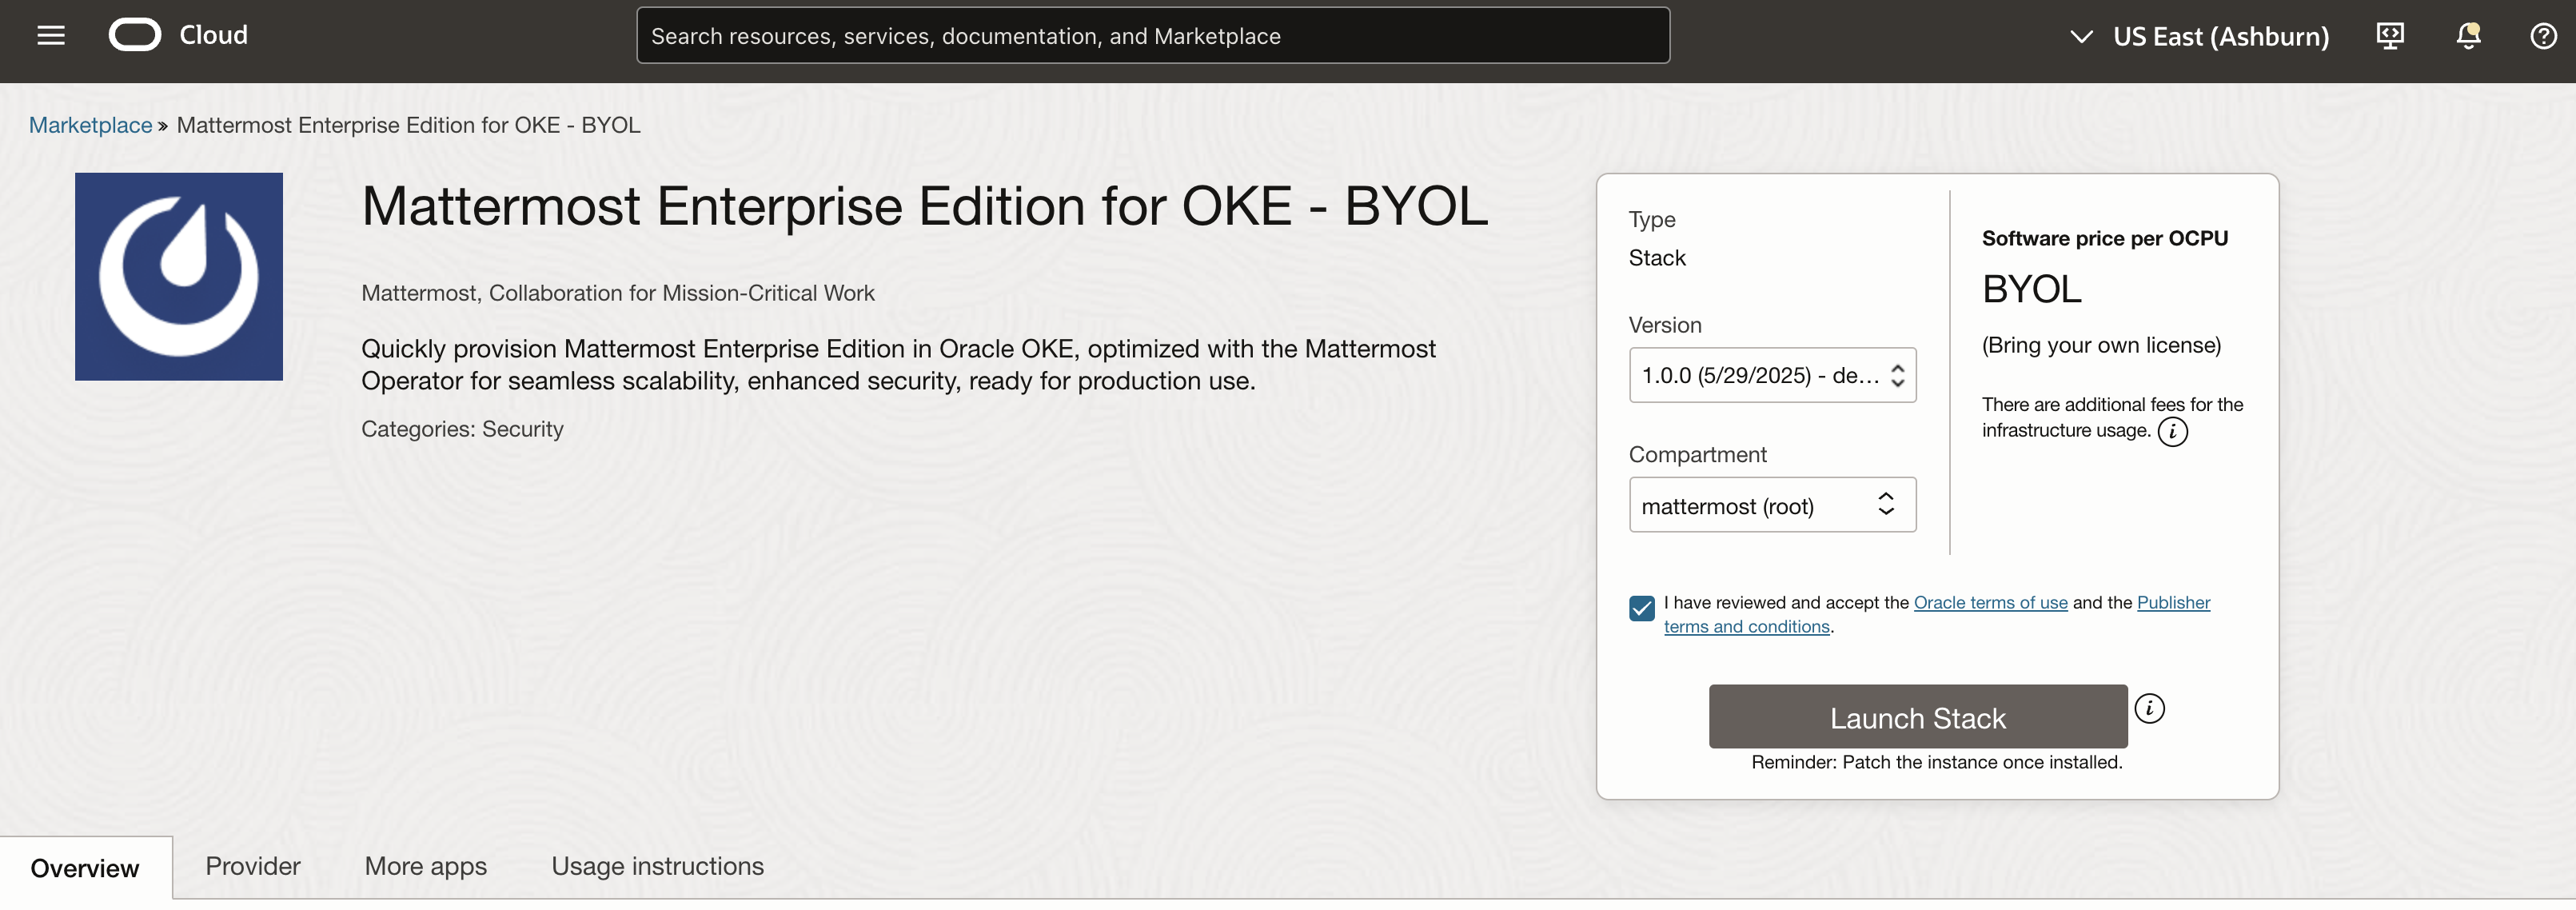 Cloud
Search resources, services, documentation, and Marketplace
US East (Ashburn)
Marketplace » Mattermost Enterprise Edition for OKE - BYOL
Mattermost Enterprise Edition for OKE - BYOL
Mattermost, Collaboration for Mission-Critical Work
Quickly provision Mattermost Enterprise Edition in Oracle OKE, optimized with the Mattermost
Operator for seamless scalability, enhanced security, ready for production use.
Categories: Security
Type
Stack
Version
1.0.0 (5/29/2025) - de...
Compartment
mattermost (root)
Software price per OCPU
BYOL
(Bring your own license)
There are additional fees for the
infrastructure usage.
I have reviewed and accept the Oracle terms of use and the Publisher
terms and conditions.
Launch Stack
Reminder: Patch the instance once installed.
Overview
Provider
More apps
Usage instructions